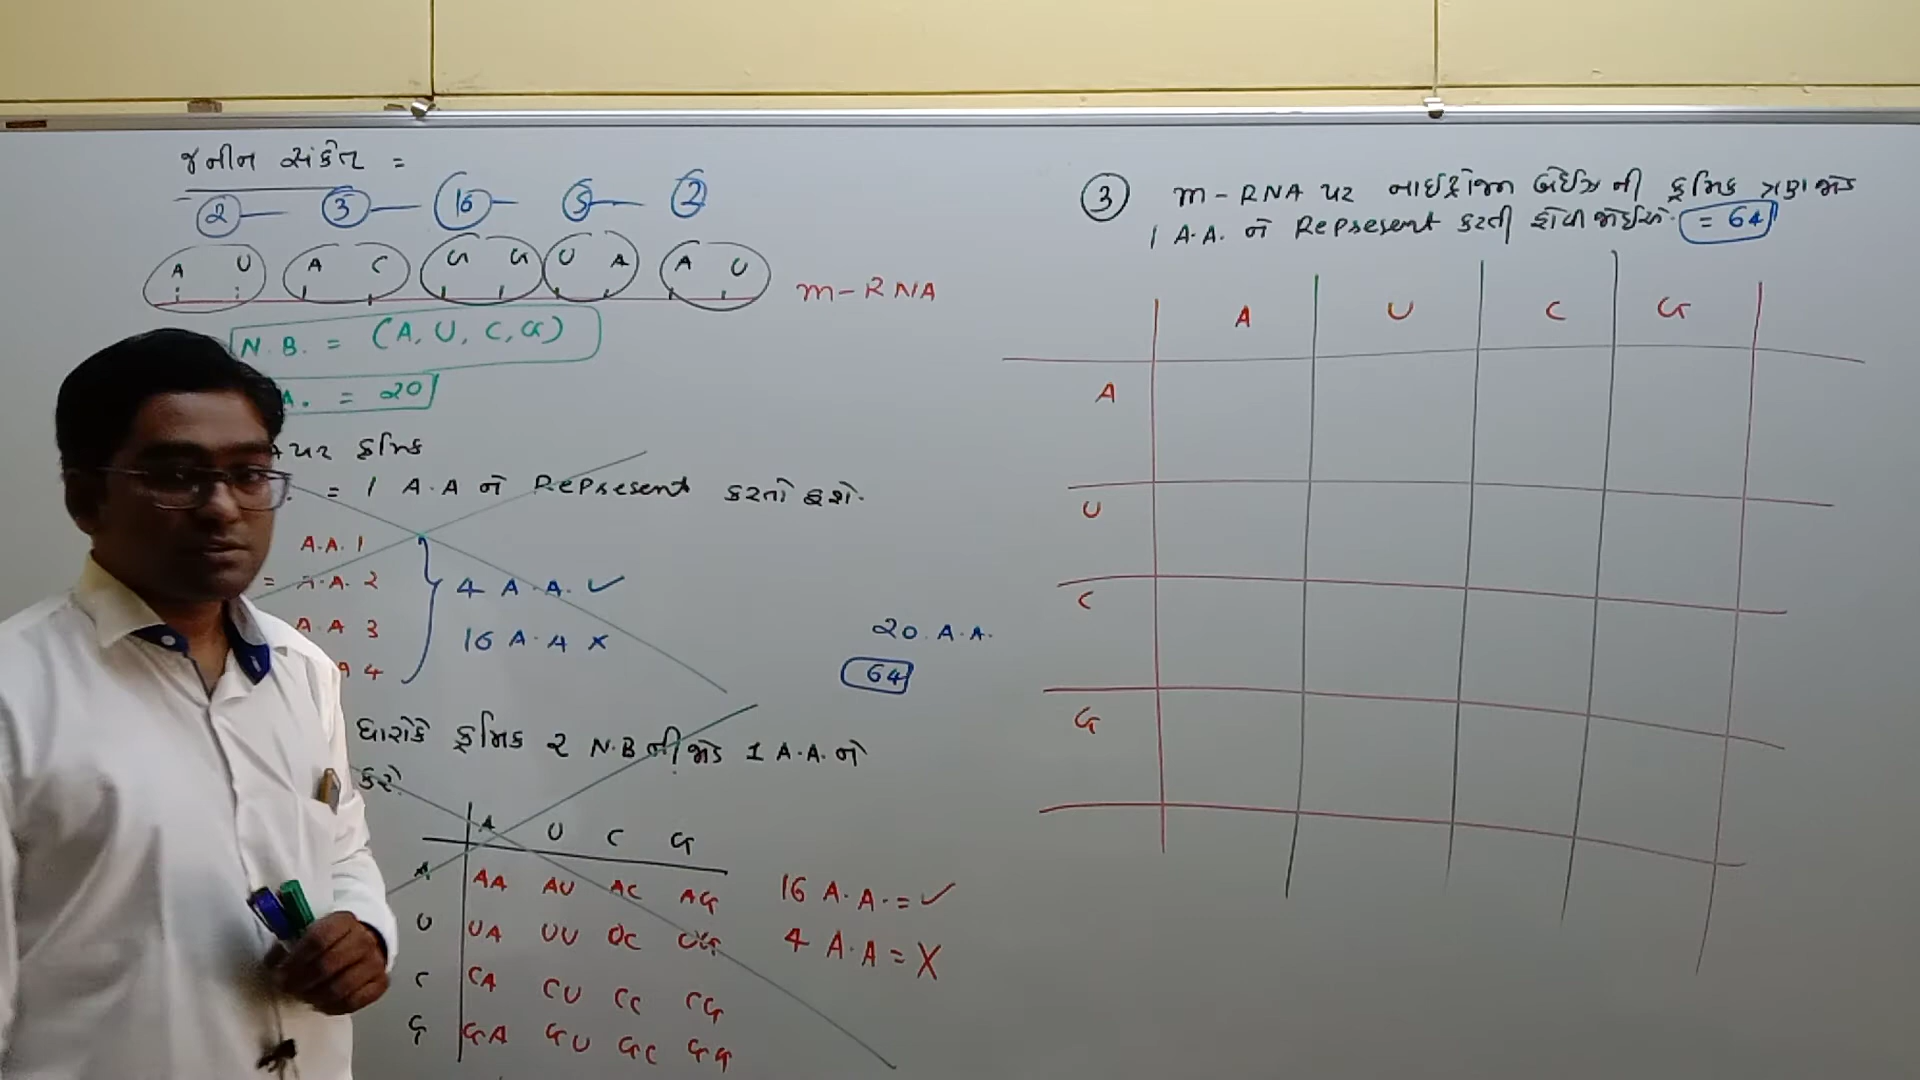 જનીન સંકેત =
2 3 16 5 2
A U A C G G U A A U m-RNA
N.B. = (A, U, C, G)
A. = 20
પર ક્રમિક
= 1 A.A ને Represent કરતો હશે.
A.A. 1
= A.A. 2
A.A 3
A 4
4 A.A. ✓
16 A.A ×
20 A.A.
64
ધારોકે ક્રમિક 2 N.B ની જોડ 1 A.A. ને
કરે.
A U C G
A AA AU AC AG
U UA UU UC UG
C CA CU CC CG
G GA GU GC GG
16 A.A. = ✓
4 A.A = X
3 m-RNA પર નાઇટ્રોજન બેઈઝ ની ક્રમિક ત્રણ જોડ
1 A.A. ને Represent કરતી હોવી જોઈએ. = 64
A U C G
A
U
C
G